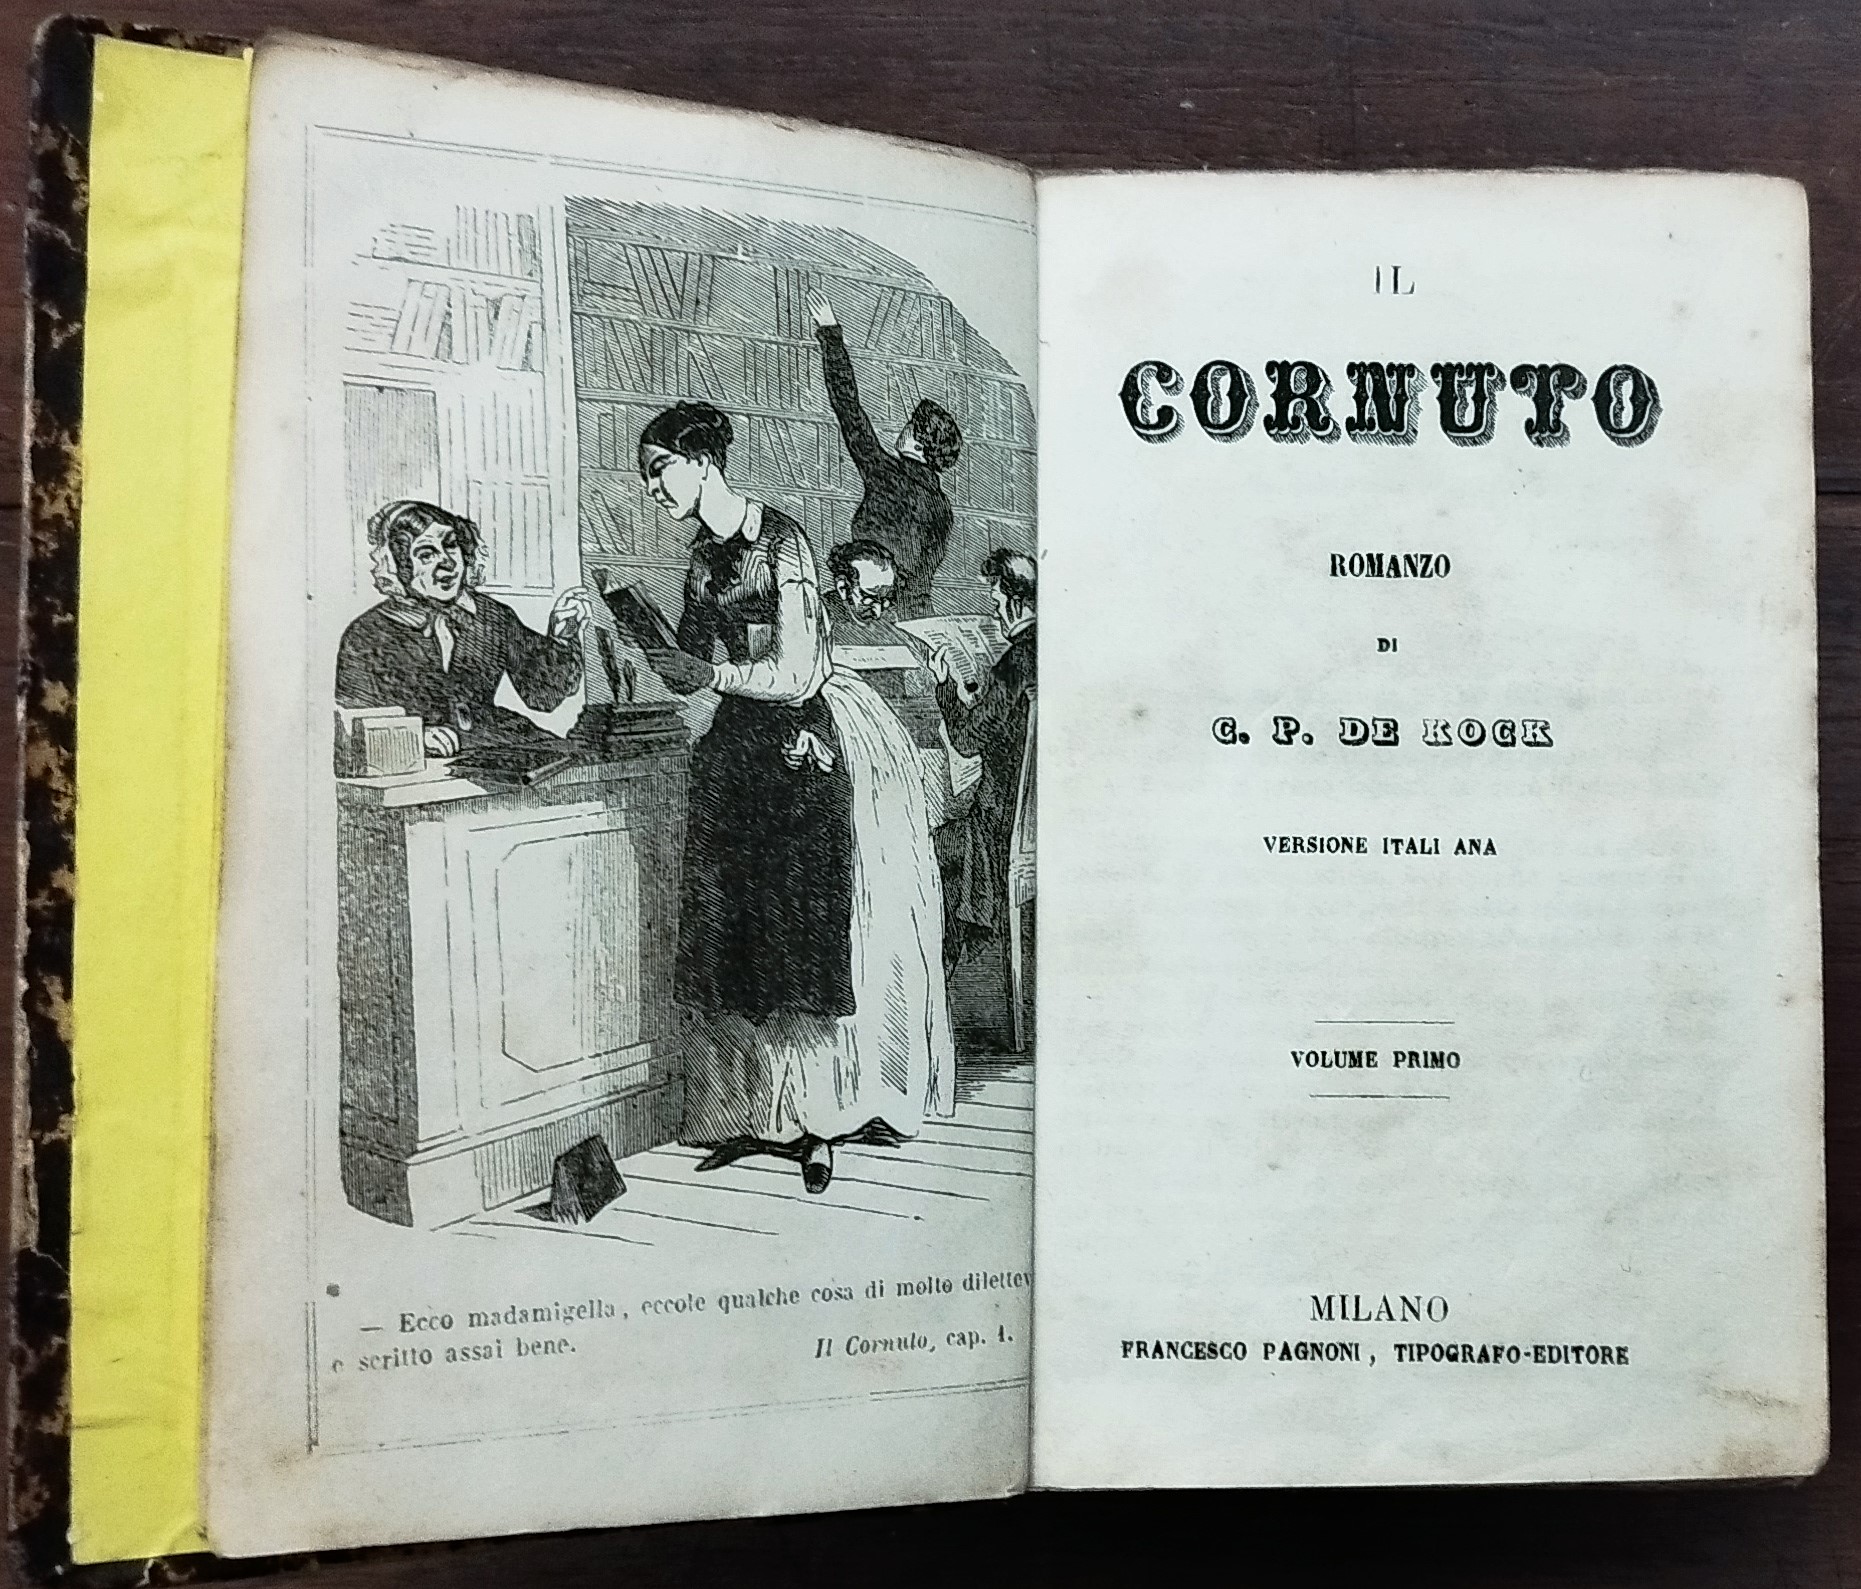 — Ecco madamigella, eccole qualche cosa di molto dilettev
e scritto assai bene.
Il Cornuto, cap. 1.
IL
CORNUTO
ROMANZO
DI
C. P. DE KOCK
VERSIONE ITALI ANA
VOLUME PRIMO
MILANO
FRANCESCO PAGNONI, TIPOGRAFO-EDITORE